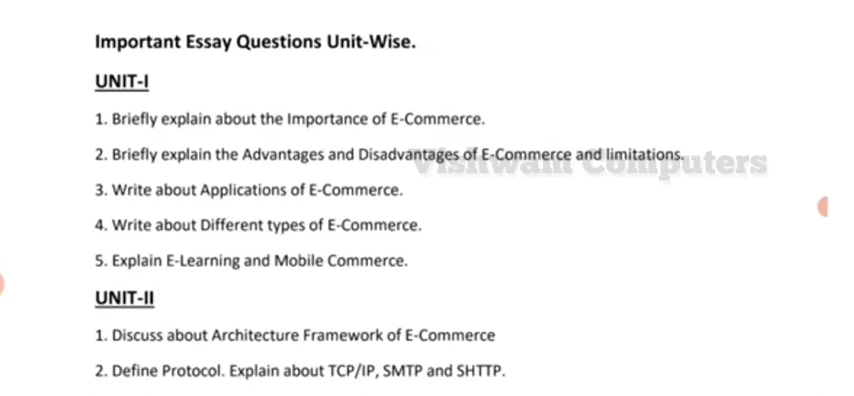 Important Essay Questions Unit-Wise.
UNIT-I
1. Briefly explain about the Importance of E-Commerce.
2. Briefly explain the Advantages and Disadvantages of E-Commerce and limitations.
Vishwam Computers
3. Write about Applications of E-Commerce.
4. Write about Different types of E-Commerce.
5. Explain E-Learning and Mobile Commerce.
UNIT-II
1. Discuss about Architecture Framework of E-Commerce
2. Define Protocol. Explain about TCP/IP, SMTP and SHTTP.